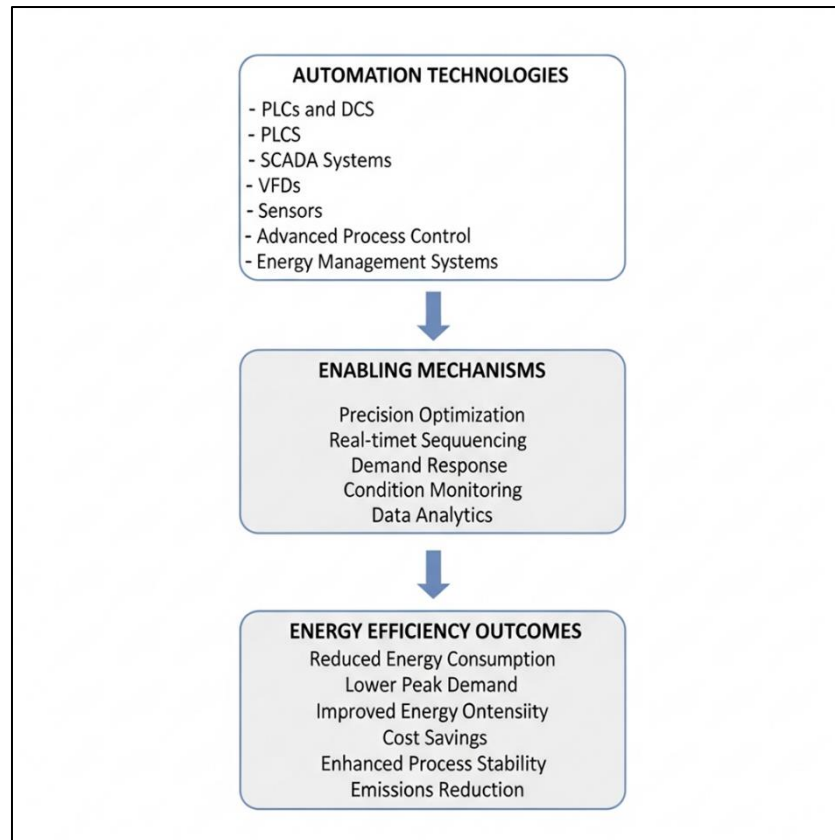 AUTOMATION TECHNOLOGIES
- PLCs and DCS
- PLCS
- SCADA Systems
- VFDs
- Sensors
- Advanced Process Control
- Energy Management Systems
ENABLING MECHANISMS
Precision Optimization
Real-timet Sequuencing
Demand Response
Condition Monitoring
Data Analytics
ENERGY EFFICIENCY OUTCOMES
Reduced Energy Consumption
Lower Peak Demand
Improved Energy Ontensiity
Cost Savings
Enhanced Process Stability
Emissions Reduction